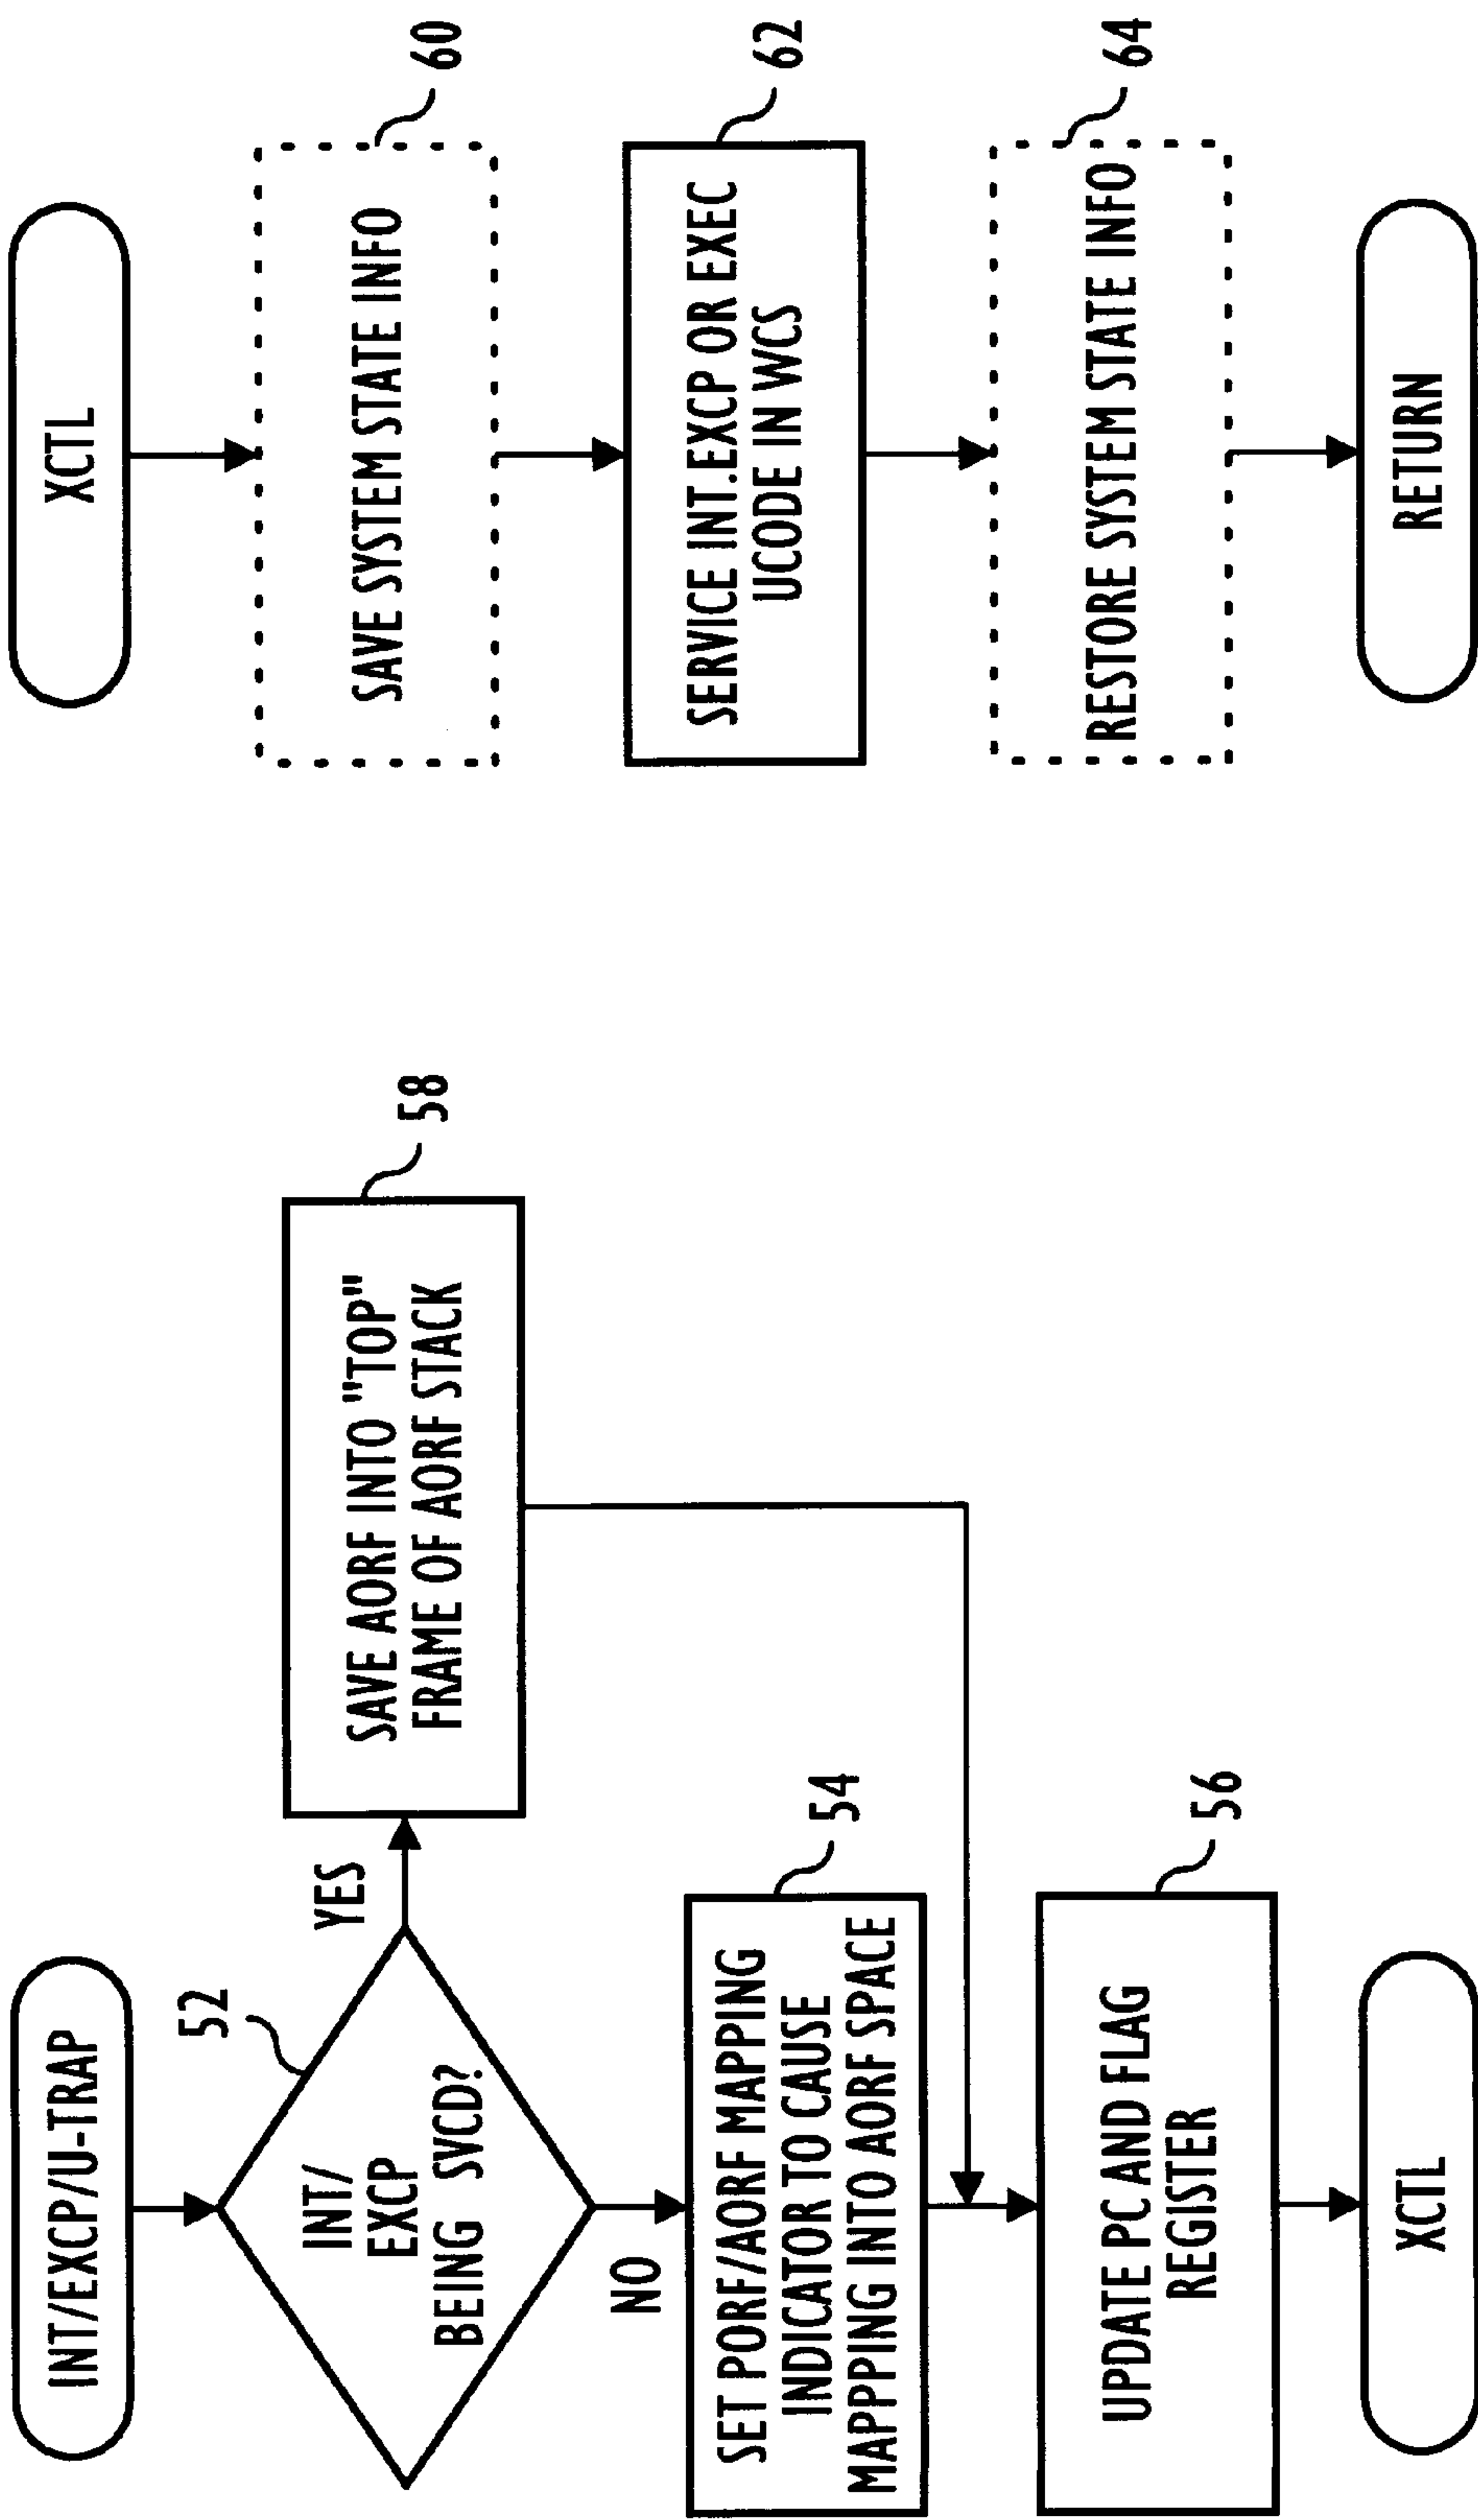 INT/EXCP/U-TRAP
52
INT/
EXCP
BEING SVCD?
YES
NO
SAVE AORF INTO "TOP"
FRAME OF AORF STACK
58
SET PORF/AORF MAPPING
INDICATOR TO CAUSE
MAPPING INTO AORF SPACE
54
UPDATE PC AND FLAG
REGISTER
56
XCTL
XCTL
SAVE SYSTEM STATE INFO
60
SERVICE INT.EXCP OR EXEC
UCODE IN WCS
62
RESTORE SYSTEM STATE INFO
64
RETURN